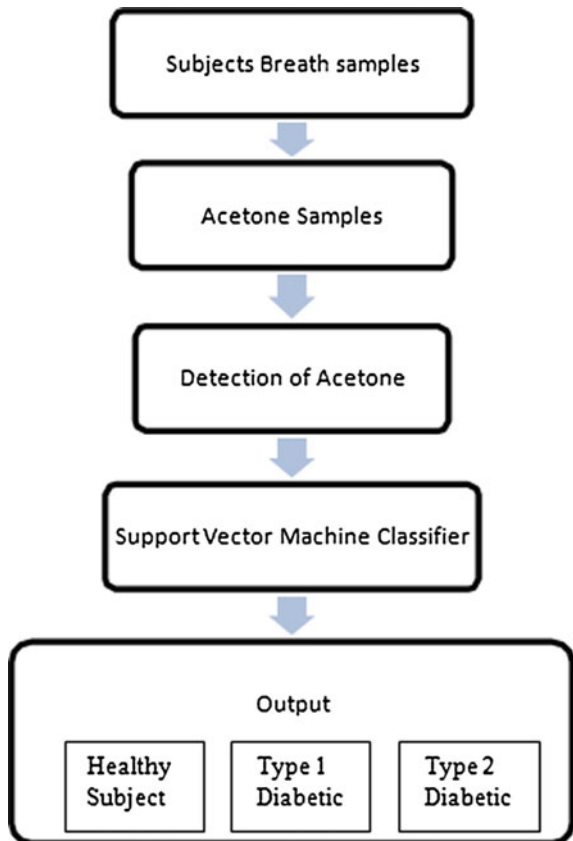 Subjects Breath samples
Acetone Samples
Detection of Acetone
Support Vector Machine Classifier
Output
Healthy
Subject
Type 1
Diabetic
Type 2
Diabetic